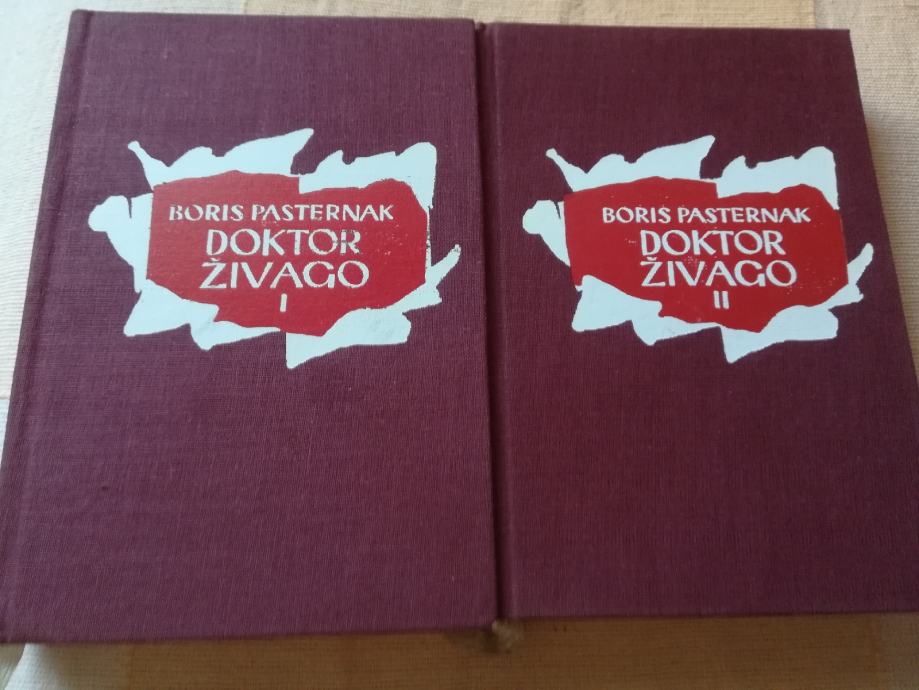 BORIS PASTERNAK
DOKTOR
ŽIVAGO
I
BORIS PASTERNAK
DOKTOR
ŽIVAGO
II